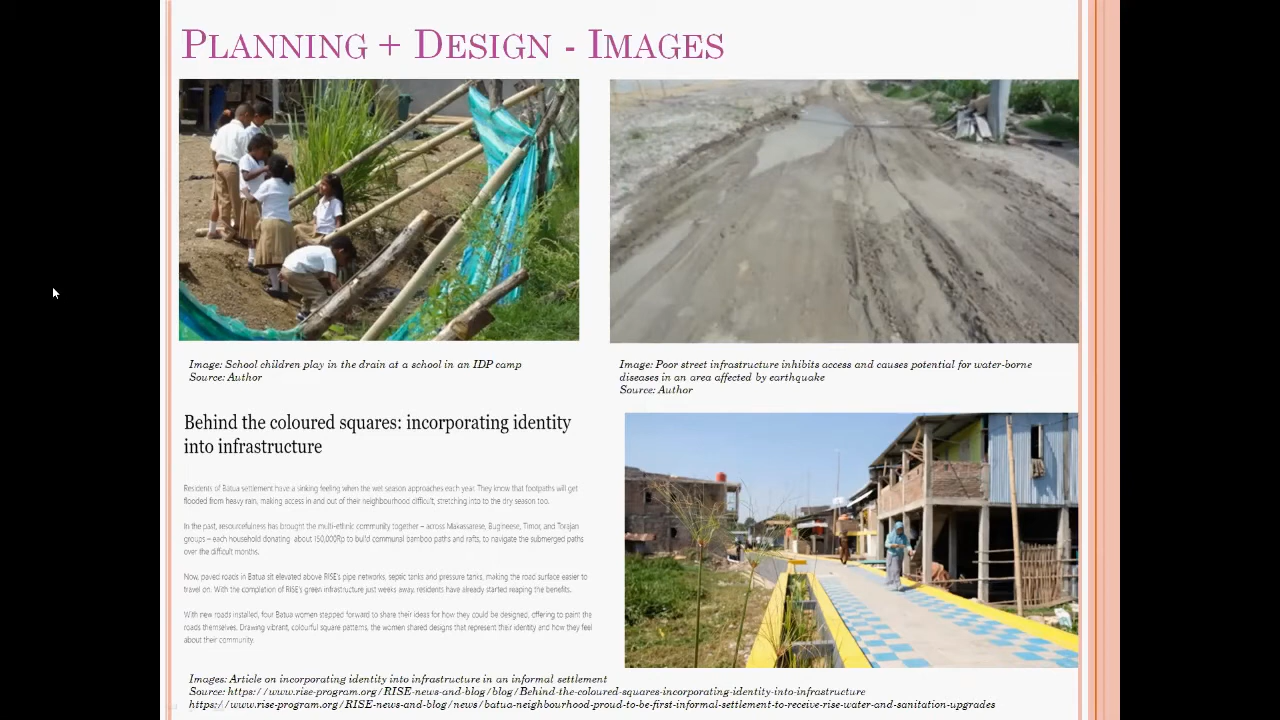 PLANNING + DESIGN - IMAGES
Image: School children play in the drain at a school in an IDP camp
Source: Author
Image: Poor street infrastructure inhibits access and causes potential for water-borne
diseases in an area affected by earthquake
Source: Author
Behind the coloured squares: incorporating identity
into infrastructure
Residents of Batua settlement have a sinking feeling when the wet season approaches each year. They know that footpaths will get
flooded from heavy rain, making access in and out of their neighbourhood difficult, stretching into to the dry season too.
In the past, resourcefulness has brought the multi-ethnic community together – across Makassarese, Bugineese, Timor, and Torajan
groups – each household donating about 150,000Rp to build communal bamboo paths and rafts, to navigate the submerged paths
over the difficult months.
Now, paved roads in Batua sit elevated above RISE's pipe networks, septic tanks and pressure tanks, making the road surface easier to
travel on. With the completion of RISE's green infrastructure just weeks away, residents have already started reaping the benefits.
With new roads installed, four Batua women stepped forward to share their ideas for how they could be designed, offering to paint the
roads themselves. Drawing vibrant, colourful square patterns, the women shared designs that represent their identity and how they feel
about their community.
Images: Article on incorporating identity into infrastructure in an informal settlement
Source: https://www.rise-program.org/RISE-news-and-blog/blog/Behind-the-coloured-squares-incorporating-identity-into-infrastructure
https://www.rise-program.org/RISE-news-and-blog/news/batua-neighbourhood-proud-to-be-first-informal-settlement-to-receive-rise-water-and-sanitation-upgrades